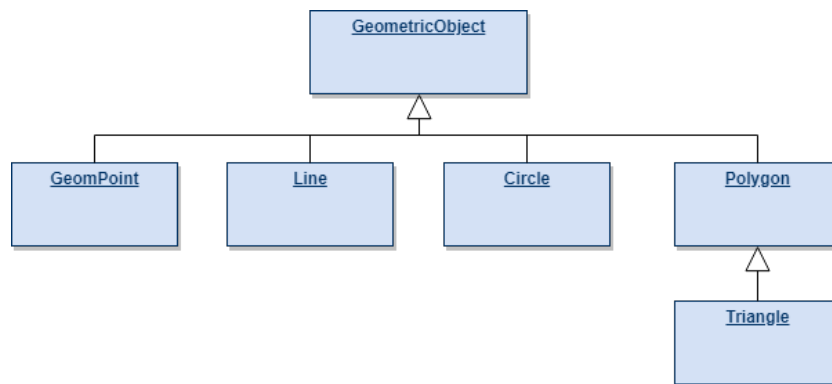 GeometricObject
GeomPoint
Line
Circle
Polygon
Triangle